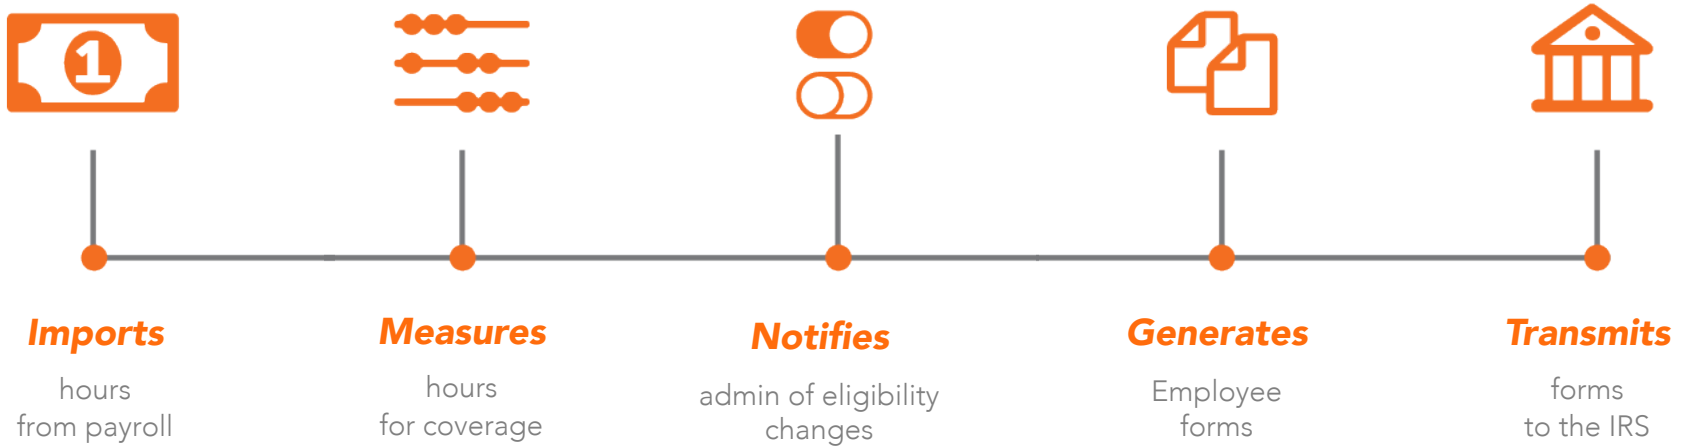 1
Imports
hours
from payroll
Measures
hours
for coverage
Notifies
admin of eligibility
changes
Generates
Employee
forms
Transmits
forms
to the IRS